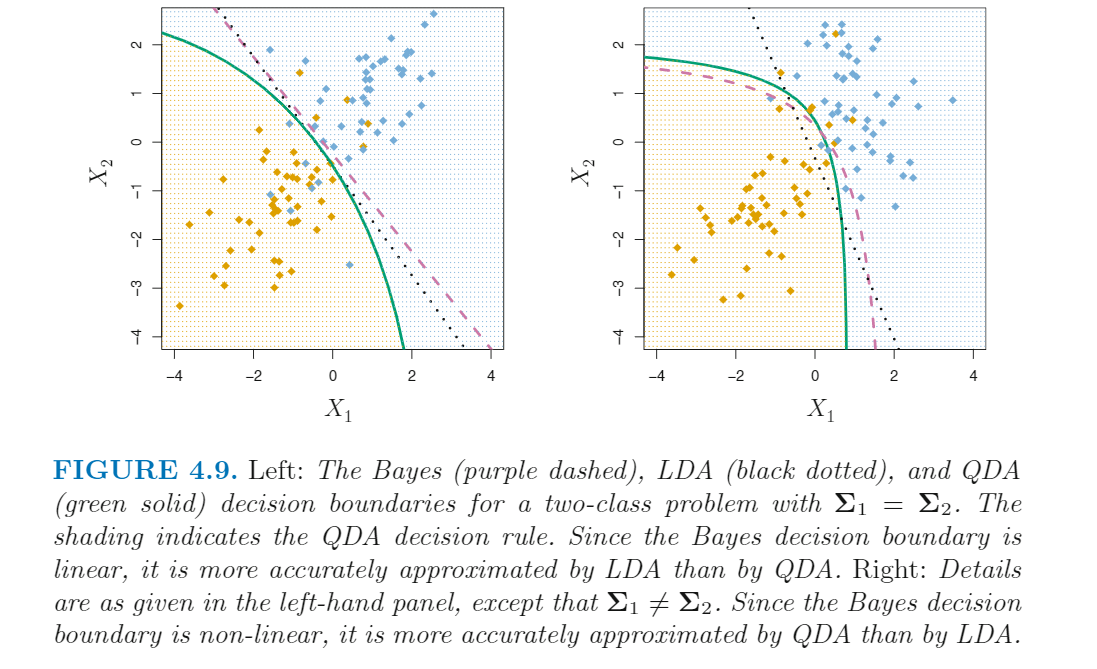 2
1
0
−1
−2
−3
−4
X₂
−4 −2 0 2 4
X₁
2
1
0
−1
−2
−3
−4
X₂
−4 −2 0 2 4
X₁
FIGURE 4.9. Left: The Bayes (purple dashed), LDA (black dotted), and QDA
(green solid) decision boundaries for a two-class problem with Σ₁ = Σ₂. The
shading indicates the QDA decision rule. Since the Bayes decision boundary is
linear, it is more accurately approximated by LDA than by QDA. Right: Details
are as given in the left-hand panel, except that Σ₁ ≠ Σ₂. Since the Bayes decision
boundary is non-linear, it is more accurately approximated by QDA than by LDA.